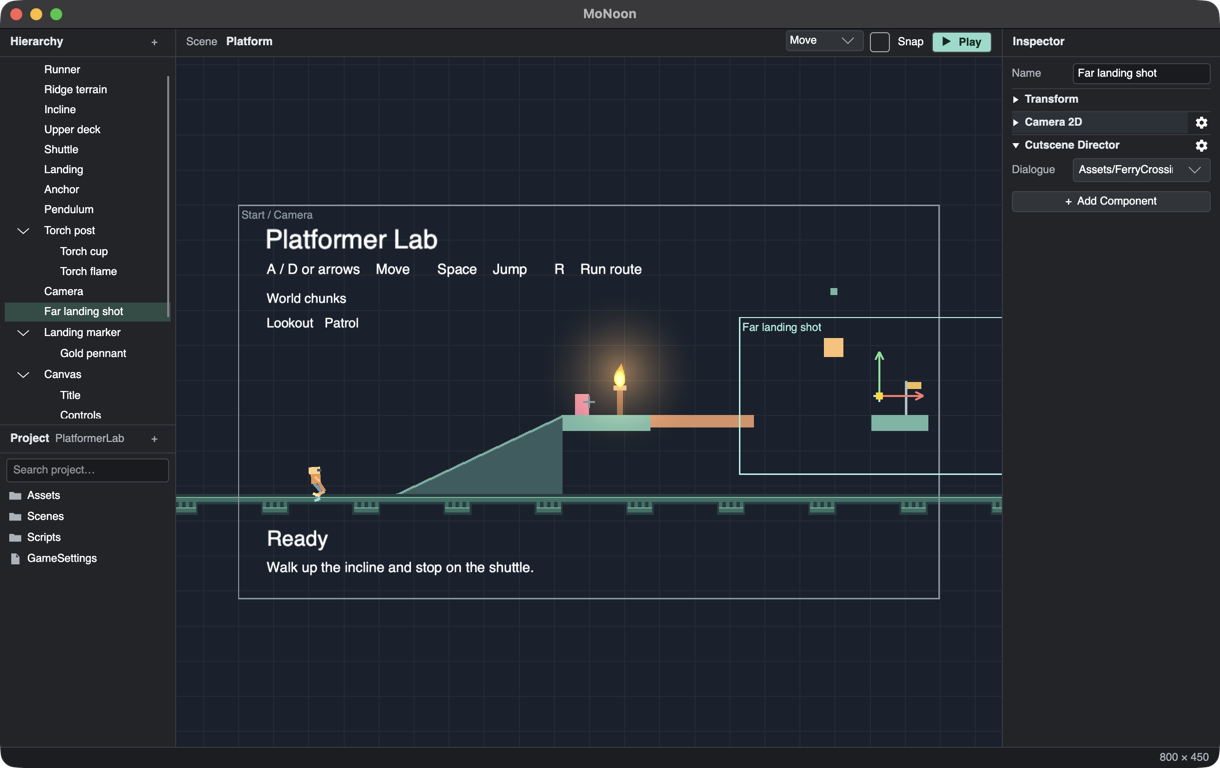 MoNoon
Hierarchy +
Runner
Ridge terrain
Incline
Upper deck
Shuttle
Landing
Anchor
Pendulum
Torch post
Torch cup
Torch flame
Camera
Far landing shot
Landing marker
Gold pennant
Canvas
Title
Controls
Project PlatformerLab +
Search project...
Assets
Scenes
Scripts
GameSettings
Scene Platform
Move
Snap
Play
Start / Camera
Platformer Lab
A / D or arrows Move Space Jump R Run route
World chunks
Lookout Patrol
Far landing shot
Ready
Walk up the incline and stop on the shuttle.
Inspector
Name Far landing shot
Transform
Camera 2D
Cutscene Director
Dialogue Assets/FerryCrossi
+ Add Component
800 × 450